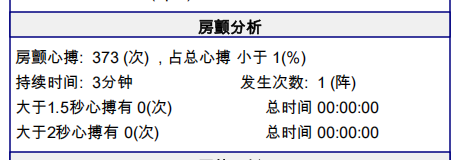 房颤分析
房颤心搏: 373 (次) , 占总心搏 小于 1(%)
持续时间: 3分钟 发生次数: 1 (阵)
大于1.5秒心搏有 0(次) 总时间 00:00:00
大于2秒心搏有 0(次) 总时间 00:00:00